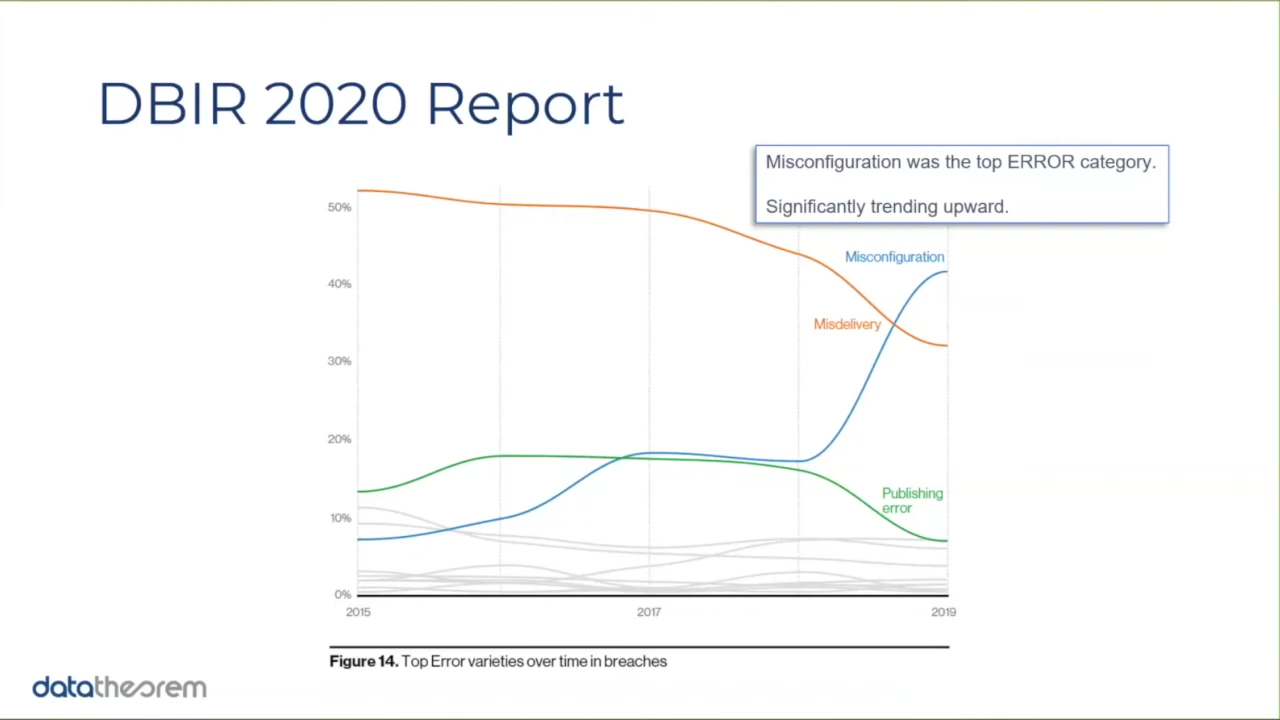 DBIR 2020 Report
Misconfiguration was the top ERROR category.
Significantly trending upward.
50%
40%
30%
20%
10%
0%
Misconfiguration
Misdelivery
Publishing
error
2015
2017
2019
Figure 14. Top Error varieties over time in breaches
datatheorem